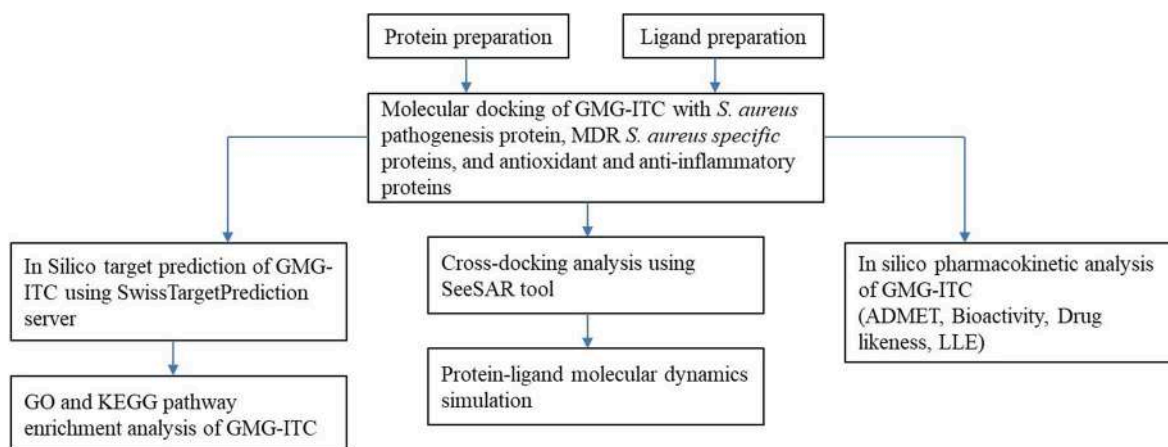 Protein preparation
Ligand preparation
Molecular docking of GMG-ITC with S. aureus
pathogenesis protein, MDR S. aureus specific
proteins, and antioxidant and anti-inflammatory
proteins
In Silico target prediction of GMG-
ITC using SwissTargetPrediction
server
GO and KEGG pathway
enrichment analysis of GMG-ITC
Cross-docking analysis using
SeeSAR tool
Protein-ligand molecular dynamics
simulation
In silico pharmacokinetic analysis
of GMG-ITC
(ADMET, Bioactivity, Drug
likeness, LLE)